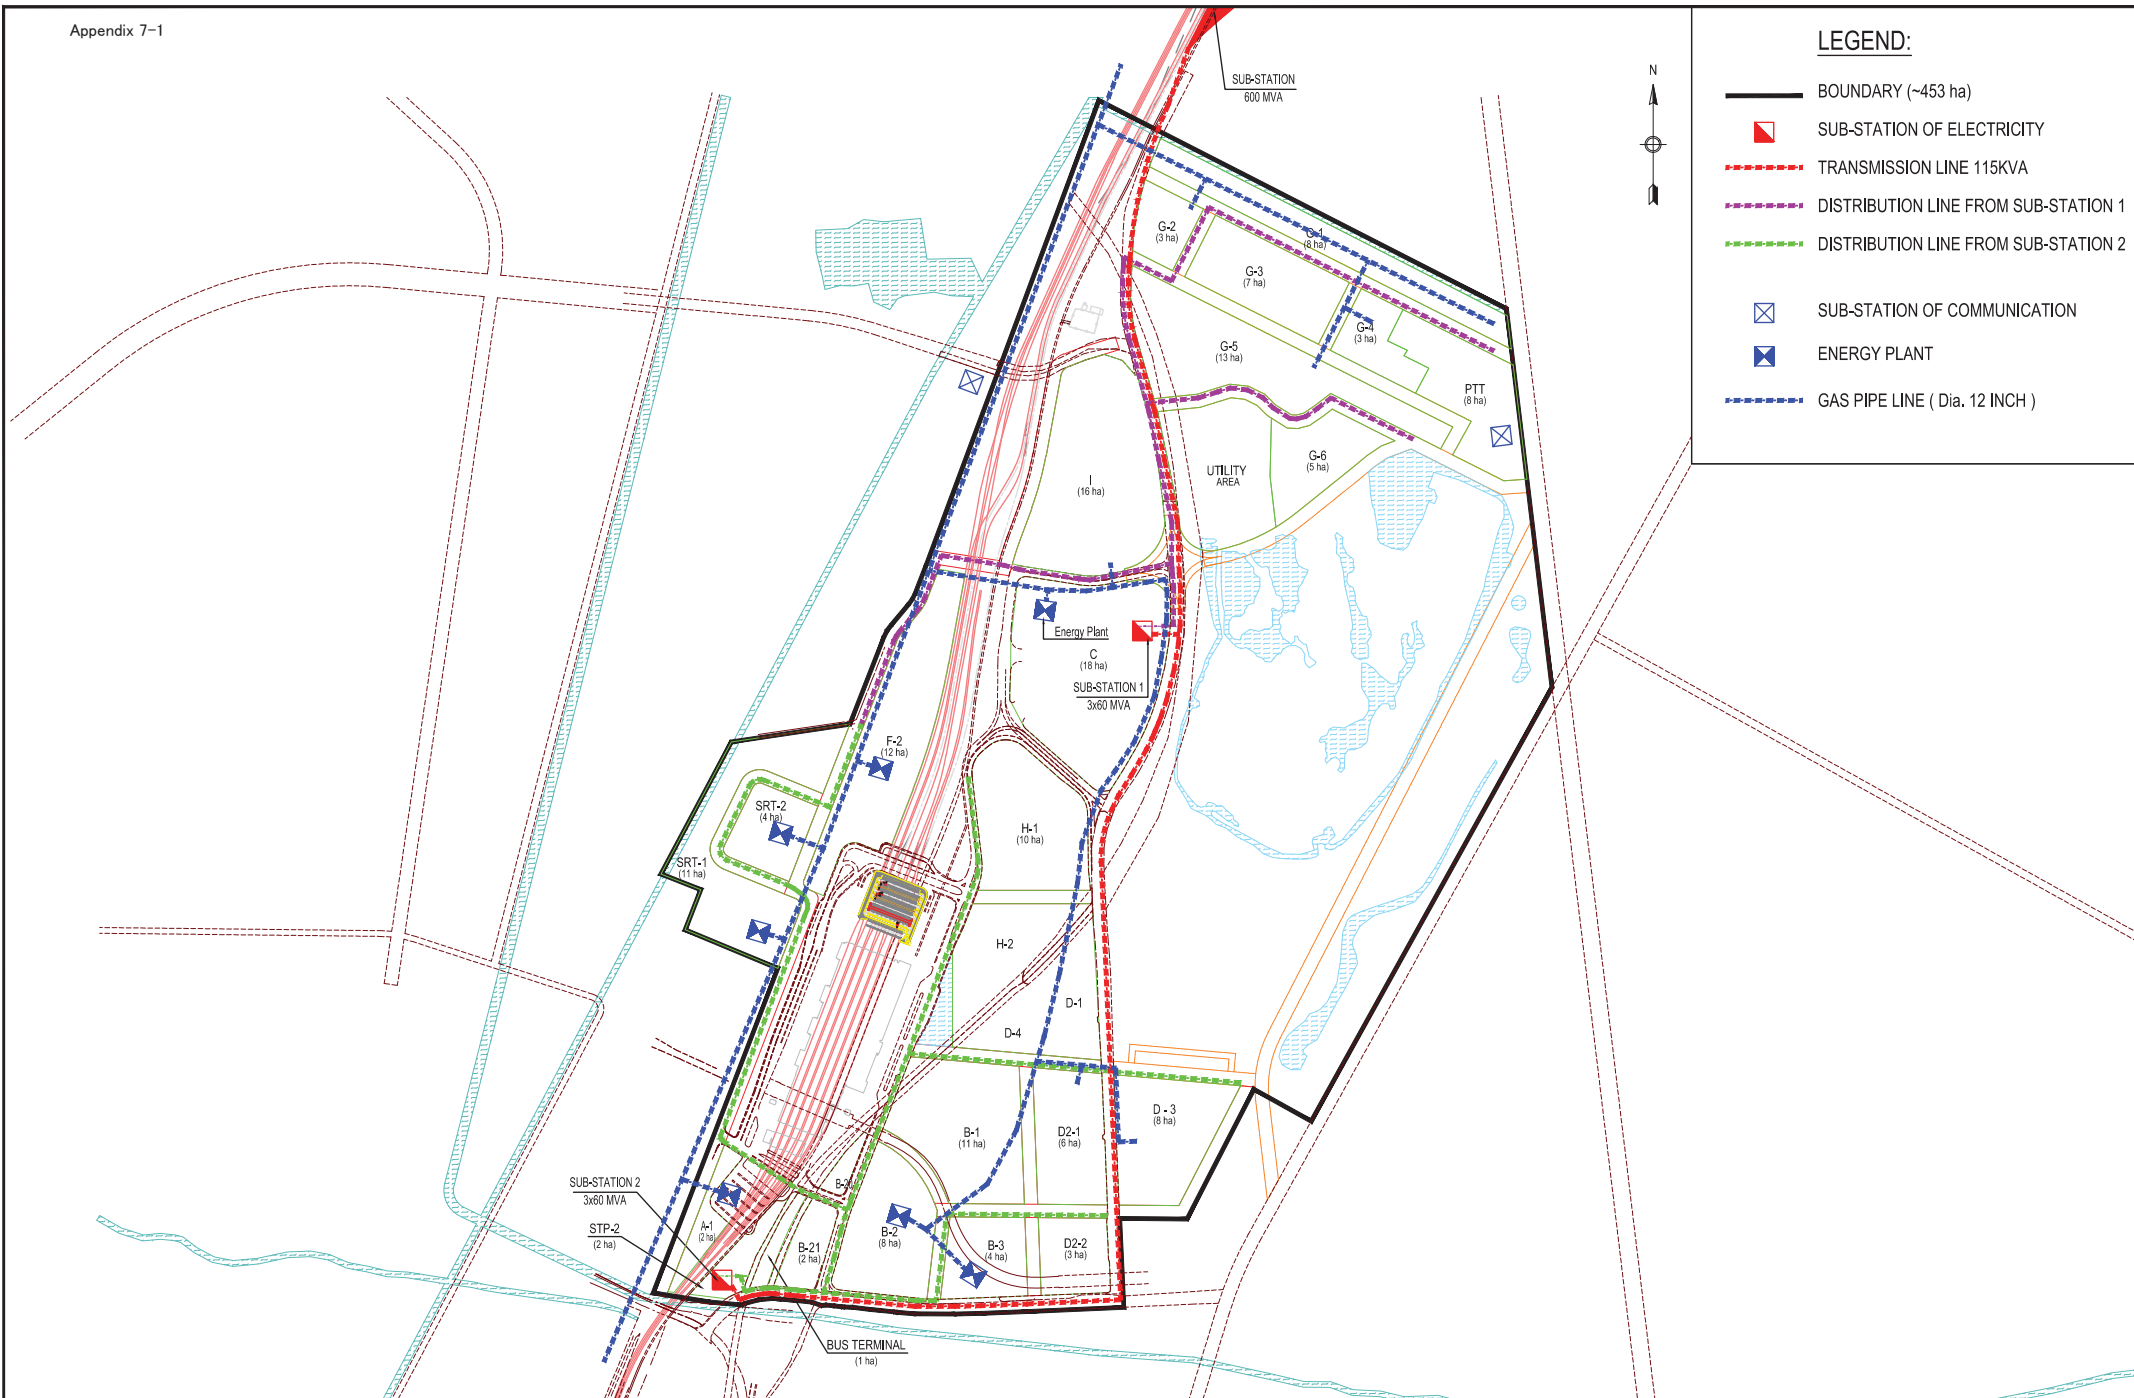 Appendix 7-1
LEGEND:
BOUNDARY (~453 ha)
SUB-STATION OF ELECTRICITY
TRANSMISSION LINE 115KVA
DISTRIBUTION LINE FROM SUB-STATION 1
DISTRIBUTION LINE FROM SUB-STATION 2
SUB-STATION OF COMMUNICATION
ENERGY PLANT
GAS PIPE LINE ( Dia. 12 INCH )
N
SUB-STATION
600 MVA
G-2
(3 ha)
G-1
(8 ha)
G-3
(7 ha)
G-4
(3 ha)
G-5
(13 ha)
PTT
(8 ha)
UTILITY
AREA
G-6
(5 ha)
I
(16 ha)
Energy Plant
C
(18 ha)
SUB-STATION 1
3x60 MVA
F-2
(12 ha)
SRT-2
(4 ha)
SRT-1
(11 ha)
H-1
(10 ha)
H-2
D-1
D-4
B-1
(11 ha)
D2-1
(6 ha)
D - 3
(8 ha)
SUB-STATION 2
3x60 MVA
STP-2
(2 ha)
A-1
(2 ha)
B-21
(2 ha)
B-2
(8 ha)
B-3
(4 ha)
D2-2
(3 ha)
BUS TERMINAL
(1 ha)